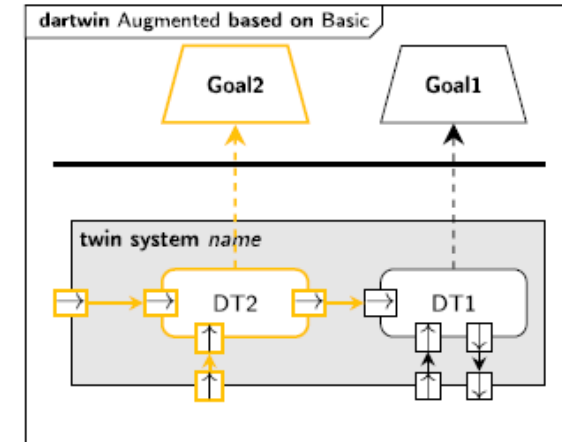 dartwin Augmented based on Basic
Goal2 Goal1
twin system name
DT2 DT1